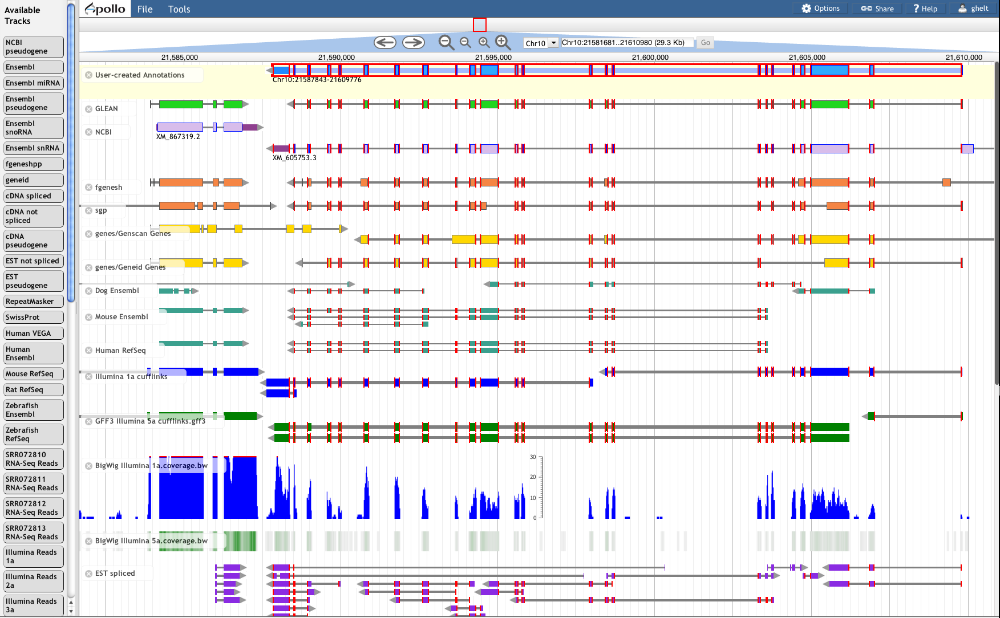 Available
Tracks
NCBI
pseudogene
Ensembl
Ensembl miRNA
Ensembl
pseudogene
Ensembl
snoRNA
Ensembl snRNA
fgeneshpp
geneid
cDNA spliced
cDNA not
spliced
cDNA
pseudogene
EST not spliced
EST
pseudogene
RepeatMasker
SwissProt
Human VEGA
Human
Ensembl
Mouse RefSeq
Rat RefSeq
Zebrafish
Ensembl
Zebrafish
RefSeq
SRR072810
RNA-Seq Reads
SRR072811
RNA-Seq Reads
SRR072812
RNA-Seq Reads
SRR072813
RNA-Seq Reads
Illumina Reads
1a
Illumina Reads
2a
Illumina Reads
3a
Apollo File Tools Options Share ? Help ghelt
Chr10 Chr10:21581681..21610980 (29.3 Kb) Go
21,585,000 21,590,000 21,595,000 21,600,000 21,605,000 21,610,000
User-created Annotations
Chr10:21587843-21609776
GLEAN
NCBI
XM_867319.2
XM_605753.3
fgenesh
sgp
genes/Genscan Genes
genes/Geneid Genes
Dog Ensembl
Mouse Ensembl
Human RefSeq
Illumina 1a cufflinks
GFF3 Illumina 5a cufflinks.gff3
BigWig Illumina 1a.coverage.bw
30
20
10
0
BigWig Illumina 5a.coverage.bw
EST spliced